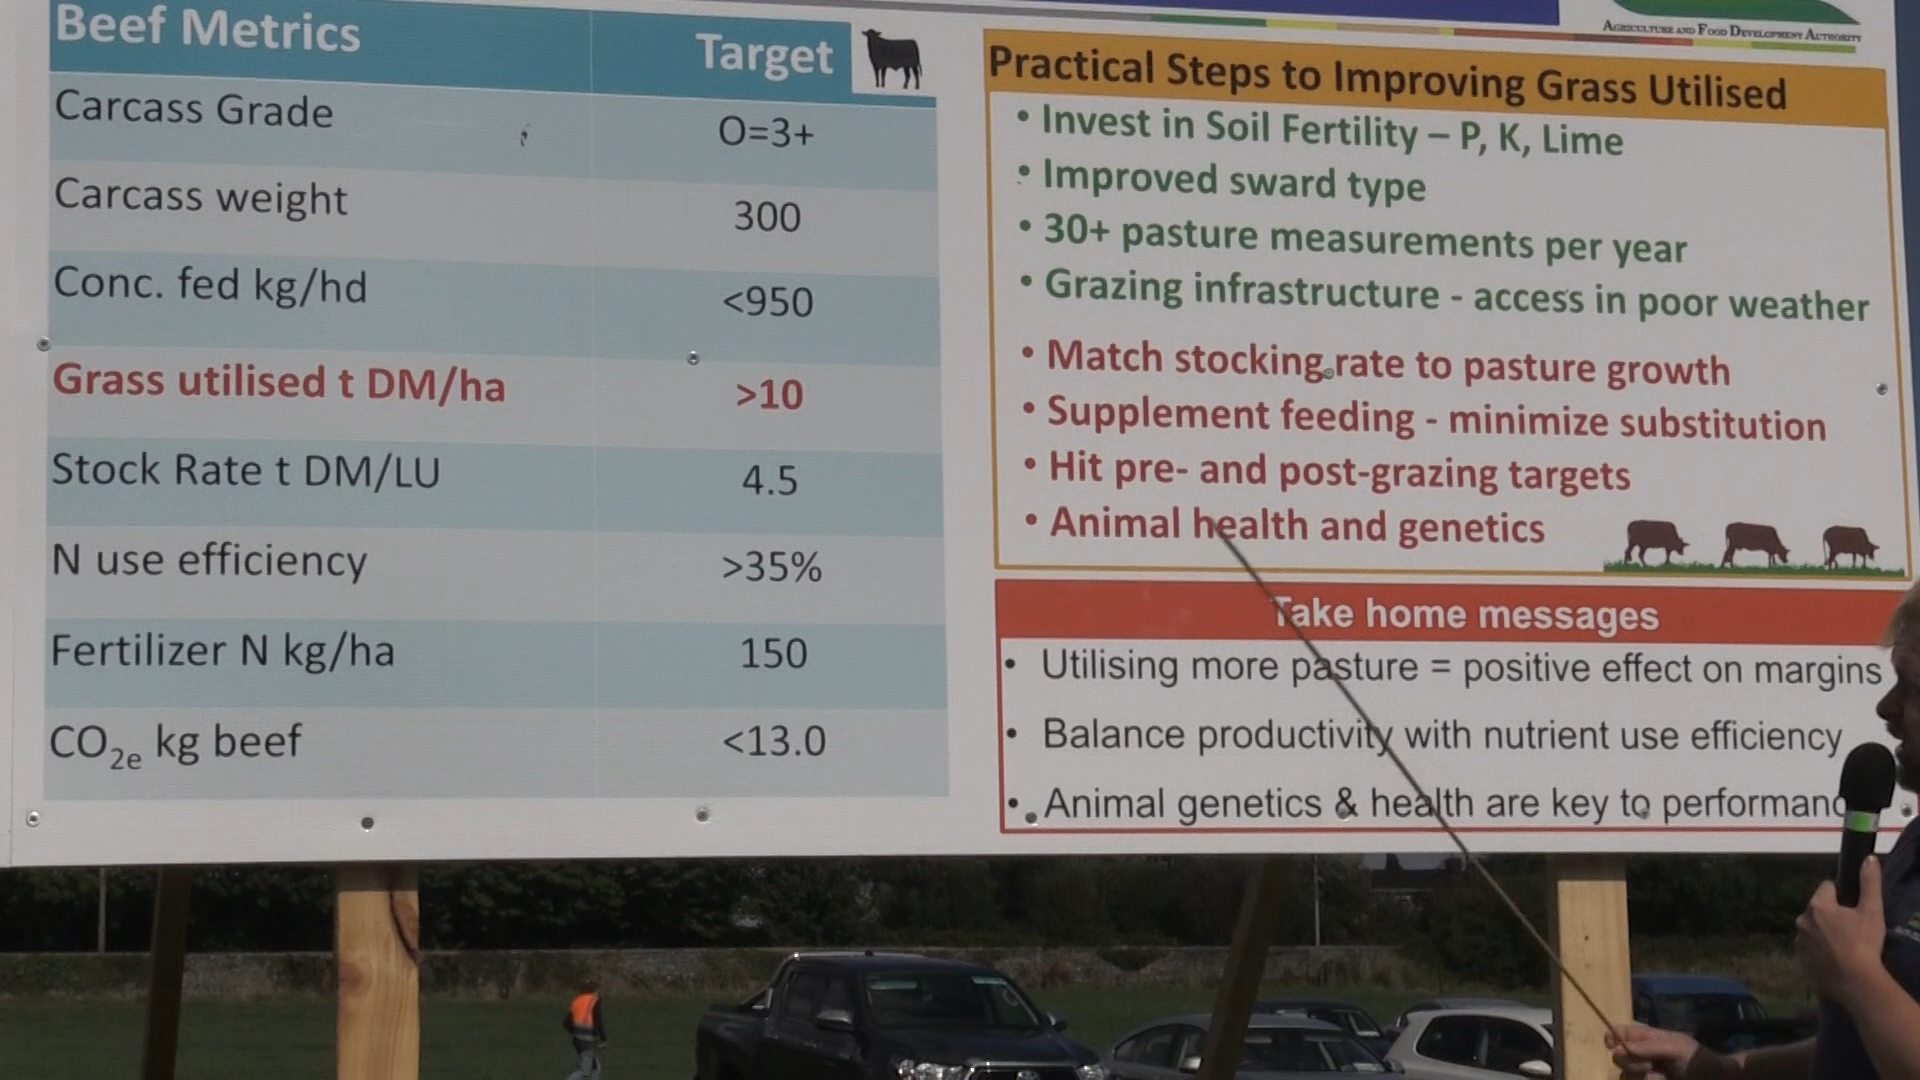 Beef Metrics Target
Carcass Grade O=3+
Carcass weight 300
Conc. fed kg/hd <950
Grass utilised t DM/ha >10
Stock Rate t DM/LU 4.5
N use efficiency >35%
Fertilizer N kg/ha 150
CO2e kg beef <13.0
AGRICULTURE AND FOOD DEVELOPMENT AUTHORITY
Practical Steps to Improving Grass Utilised
• Invest in Soil Fertility – P, K, Lime
• Improved sward type
• 30+ pasture measurements per year
• Grazing infrastructure - access in poor weather
• Match stocking rate to pasture growth
• Supplement feeding - minimize substitution
• Hit pre- and post-grazing targets
• Animal health and genetics
Take home messages
• Utilising more pasture = positive effect on margins
• Balance productivity with nutrient use efficiency
• Animal genetics & health are key to